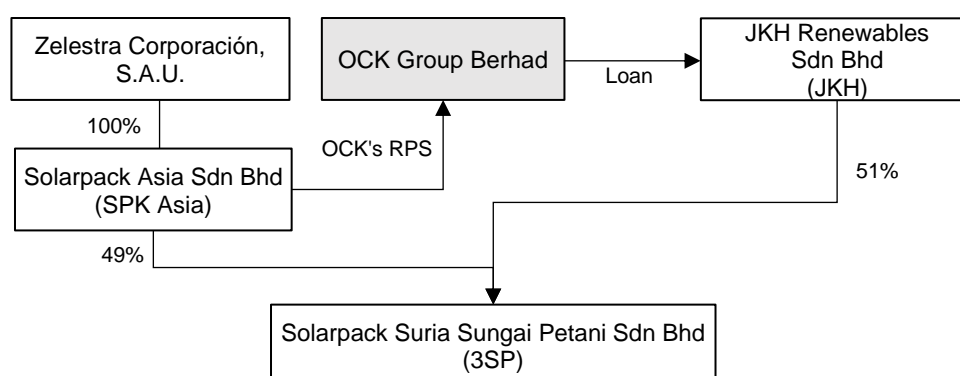 Zelestra Corporación,
S.A.U.
OCK Group Berhad
JKH Renewables
Sdn Bhd
(JKH)
Loan
100%
OCK's RPS
Solarpack Asia Sdn Bhd
(SPK Asia)
51%
49%
Solarpack Suria Sungai Petani Sdn Bhd
(3SP)